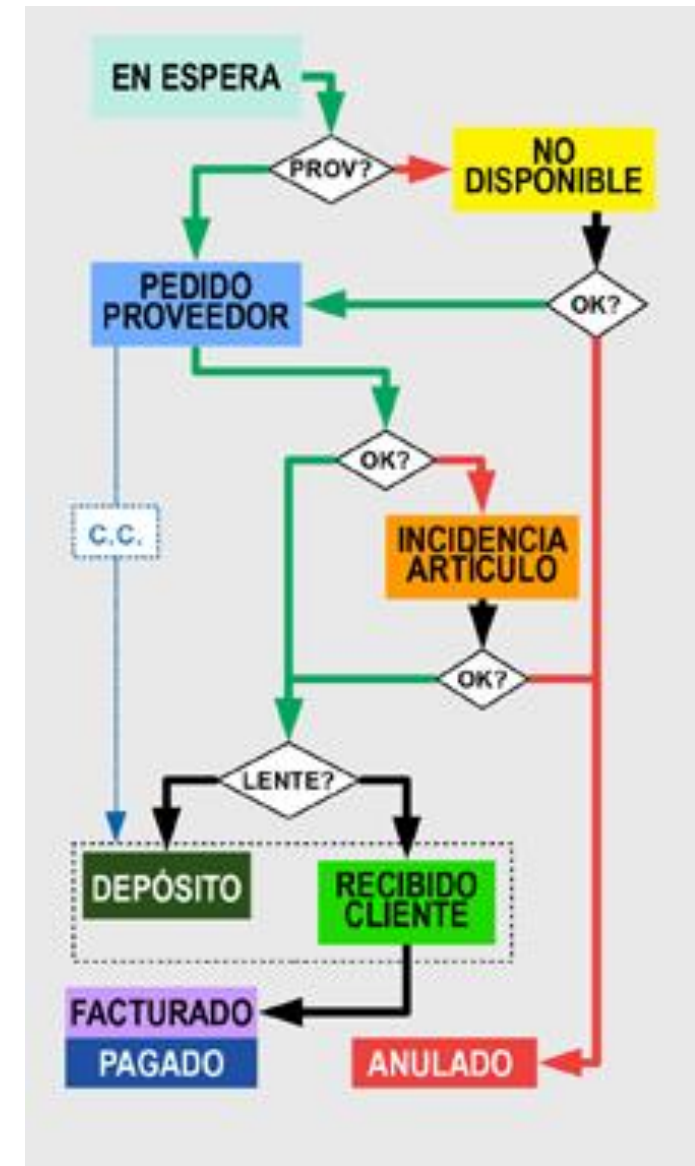 EN ESPERA
PROV?
NO
DISPONIBLE
PEDIDO
PROVEEDOR
OK?
OK?
C.C.
INCIDENCIA
ARTÍCULO
OK?
LENTE?
DEPÓSITO
RECIBIDO
CLIENTE
FACTURADO
PAGADO
ANULADO